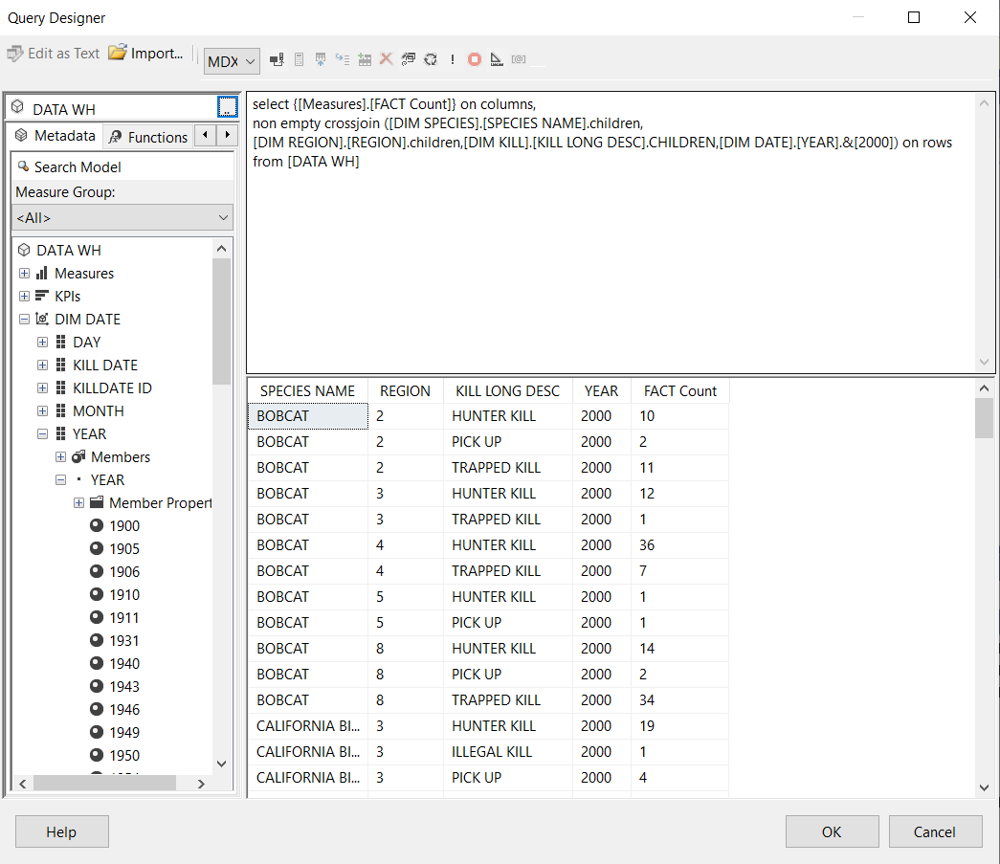 Query Designer
Edit as Text Import... MDX
DATA WH ..
Metadata Functions
Search Model
Measure Group:
<All>
DATA WH
Measures
KPIs
DIM DATE
DAY
KILL DATE
KILLDATE ID
MONTH
YEAR
Members
YEAR
Member Propert
1900
1905
1906
1910
1911
1931
1940
1943
1946
1949
1950
select {[Measures].[FACT Count]} on columns,
non empty crossjoin ([DIM SPECIES].[SPECIES NAME].children,
[DIM REGION].[REGION].children,[DIM KILL].[KILL LONG DESC].CHILDREN,[DIM DATE].[YEAR].&[2000]) on rows
from [DATA WH]
SPECIES NAME REGION KILL LONG DESC YEAR FACT Count
BOBCAT 2 HUNTER KILL 2000 10
BOBCAT 2 PICK UP 2000 2
BOBCAT 2 TRAPPED KILL 2000 11
BOBCAT 3 HUNTER KILL 2000 12
BOBCAT 3 TRAPPED KILL 2000 1
BOBCAT 4 HUNTER KILL 2000 36
BOBCAT 4 TRAPPED KILL 2000 7
BOBCAT 5 HUNTER KILL 2000 1
BOBCAT 5 PICK UP 2000 1
BOBCAT 8 HUNTER KILL 2000 14
BOBCAT 8 PICK UP 2000 2
BOBCAT 8 TRAPPED KILL 2000 34
CALIFORNIA BI... 3 HUNTER KILL 2000 19
CALIFORNIA BI... 3 ILLEGAL KILL 2000 1
CALIFORNIA BI... 3 PICK UP 2000 4
Help OK Cancel